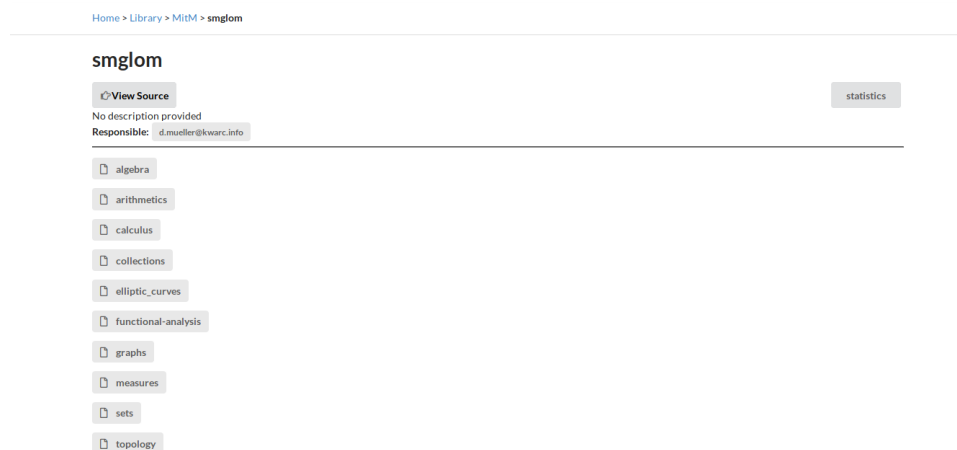 Home > Library > MitM > smglom
smglom
View Source
statistics
No description provided
Responsible: d.mueller@kwarc.info
algebra
arithmetics
calculus
collections
elliptic_curves
functional-analysis
graphs
measures
sets
topology